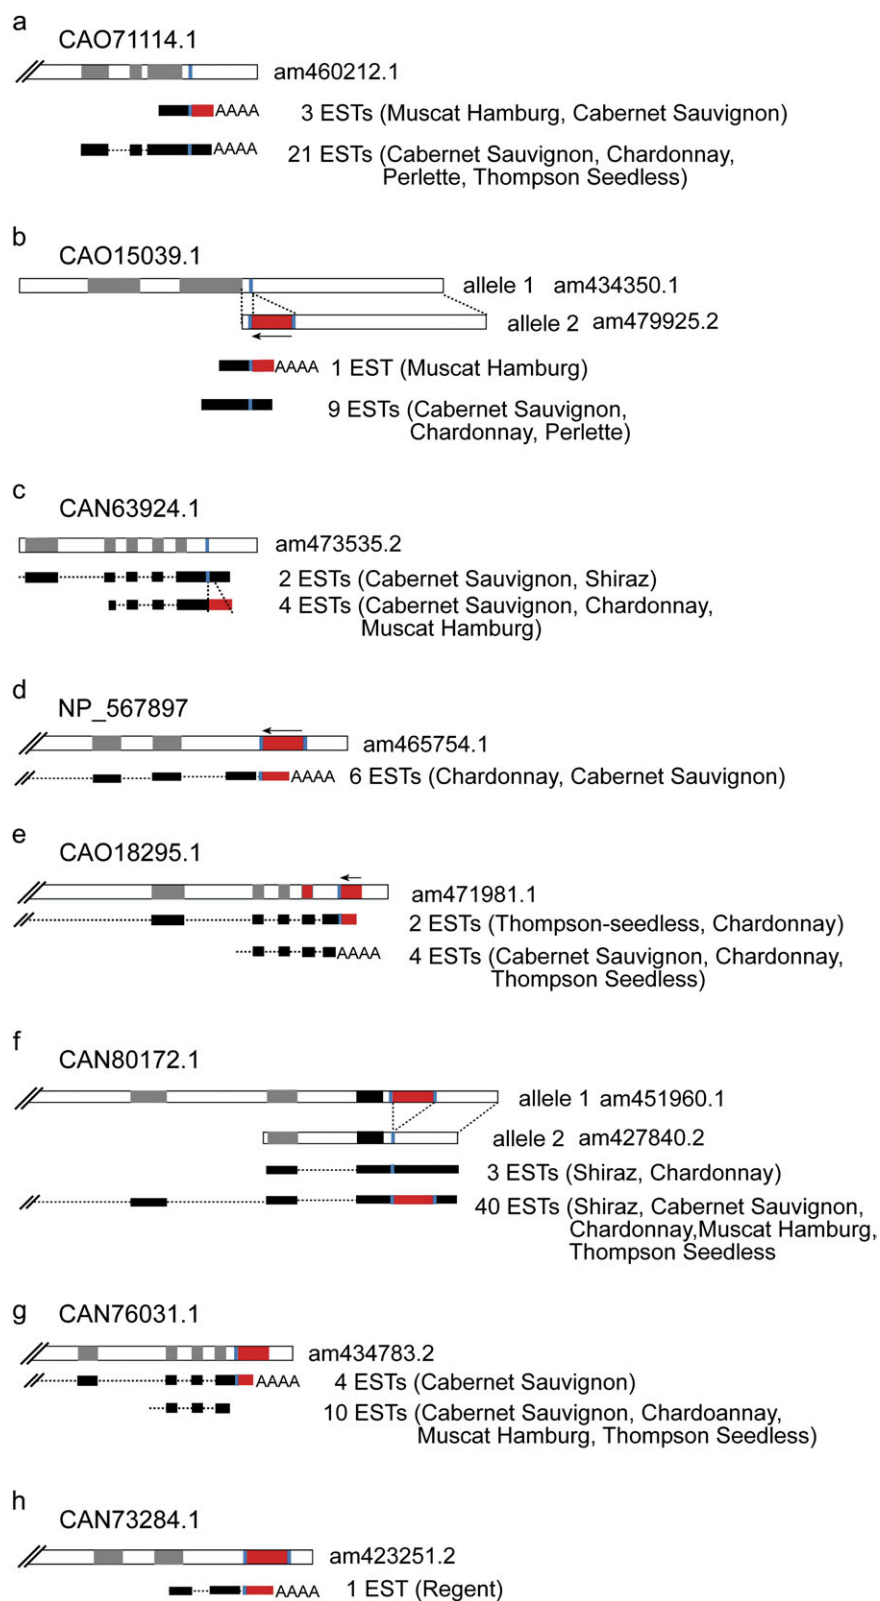 a
CAO71114.1
am460212.1
AAAA
3 ESTs (Muscat Hamburg, Cabernet Sauvignon)
AAAA
21 ESTs (Cabernet Sauvignon, Chardonnay,
Perlette, Thompson Seedless)
b
CAO15039.1
allele 1 am434350.1
allele 2 am479925.2
AAAA
1 EST (Muscat Hamburg)
9 ESTs (Cabernet Sauvignon,
Chardonnay, Perlette)
c
CAN63924.1
am473535.2
2 ESTs (Cabernet Sauvignon, Shiraz)
4 ESTs (Cabernet Sauvignon, Chardonnay,
Muscat Hamburg)
d
NP_567897
am465754.1
AAAA
6 ESTs (Chardonnay, Cabernet Sauvignon)
e
CAO18295.1
am471981.1
2 ESTs (Thompson-seedless, Chardonnay)
AAAA
4 ESTs (Cabernet Sauvignon, Chardonnay,
Thompson Seedless)
f
CAN80172.1
allele 1 am451960.1
allele 2 am427840.2
3 ESTs (Shiraz, Chardonnay)
40 ESTs (Shiraz, Cabernet Sauvignon,
Chardonnay,Muscat Hamburg,
Thompson Seedless
g
CAN76031.1
am434783.2
AAAA
4 ESTs (Cabernet Sauvignon)
10 ESTs (Cabernet Sauvignon, Chardoannay,
Muscat Hamburg, Thompson Seedless)
h
CAN73284.1
am423251.2
AAAA
1 EST (Regent)